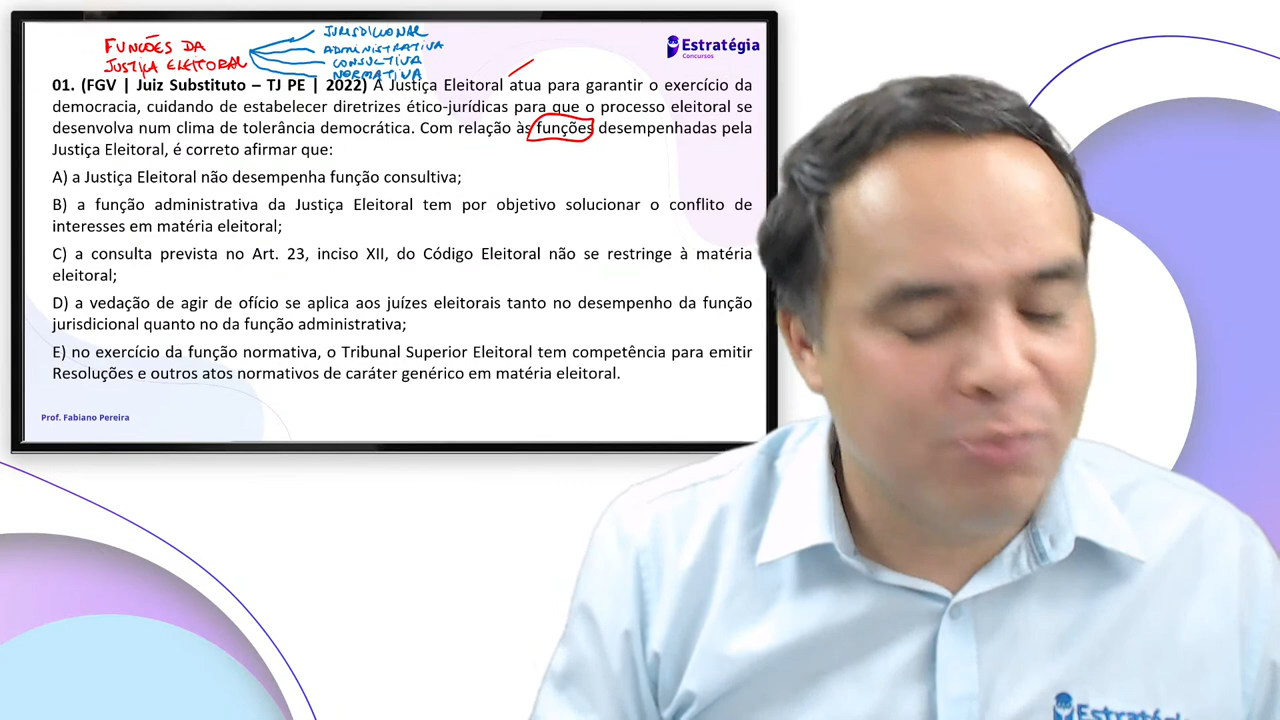 FUNCÕES DA
JUSTIÇA ELEITORAL
JURISDICIONAL
ADMINISTRATIVA
CONSULTIVA
NORMATIVA
Estratégia
Concursos
01. (FGV | Juiz Substituto – TJ PE | 2022) A Justiça Eleitoral atua para garantir o exercício da
democracia, cuidando de estabelecer diretrizes ético-jurídicas para que o processo eleitoral se
desenvolva num clima de tolerância democrática. Com relação às funções desempenhadas pela
Justiça Eleitoral, é correto afirmar que:
A) a Justiça Eleitoral não desempenha função consultiva;
B) a função administrativa da Justiça Eleitoral tem por objetivo solucionar o conflito de
interesses em matéria eleitoral;
C) a consulta prevista no Art. 23, inciso XII, do Código Eleitoral não se restringe à matéria
eleitoral;
D) a vedação de agir de ofício se aplica aos juízes eleitorais tanto no desempenho da função
jurisdicional quanto no da função administrativa;
E) no exercício da função normativa, o Tribunal Superior Eleitoral tem competência para emitir
Resoluções e outros atos normativos de caráter genérico em matéria eleitoral.
Prof. Fabiano Pereira
Estratégi